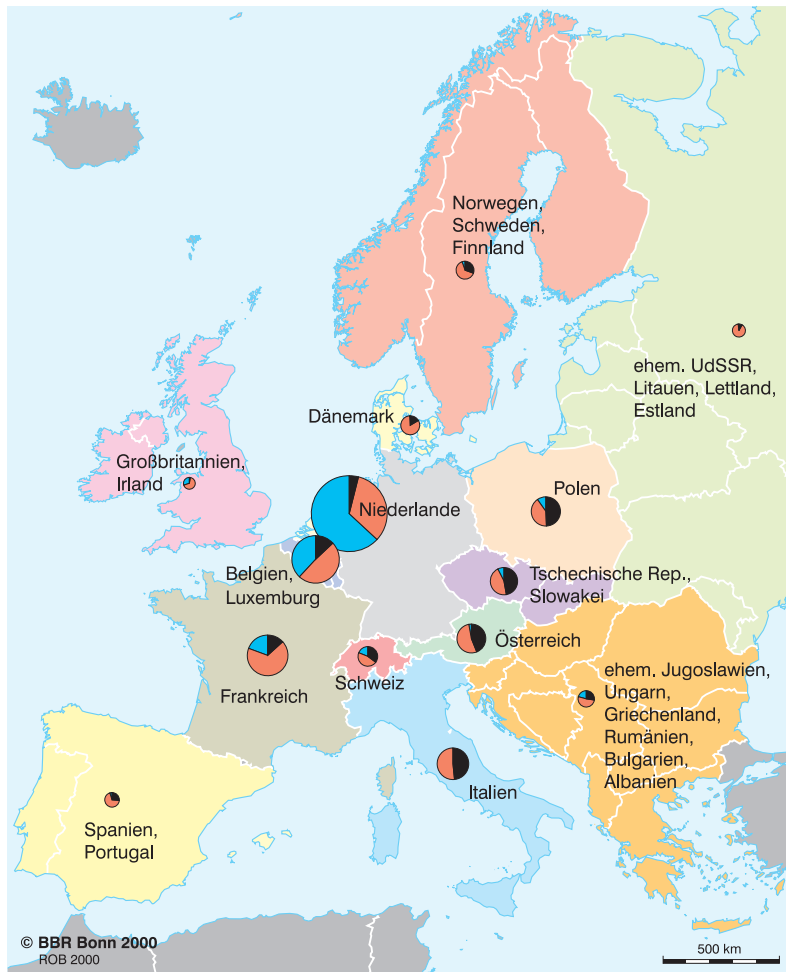 Norwegen,
Schweden,
Finnland
ehem. UdSSR,
Litauen, Lettland,
Estland
Dänemark
Großbritannien,
Irland
Niederlande
Polen
Belgien,
Luxemburg
Tschechische Rep.,
Slowakei
Österreich
Frankreich
Schweiz
ehem. Jugoslawien,
Ungarn,
Griechenland,
Rumänien,
Bulgarien,
Albanien
Italien
Spanien,
Portugal
© BBR Bonn 2000
ROB 2000
500 km